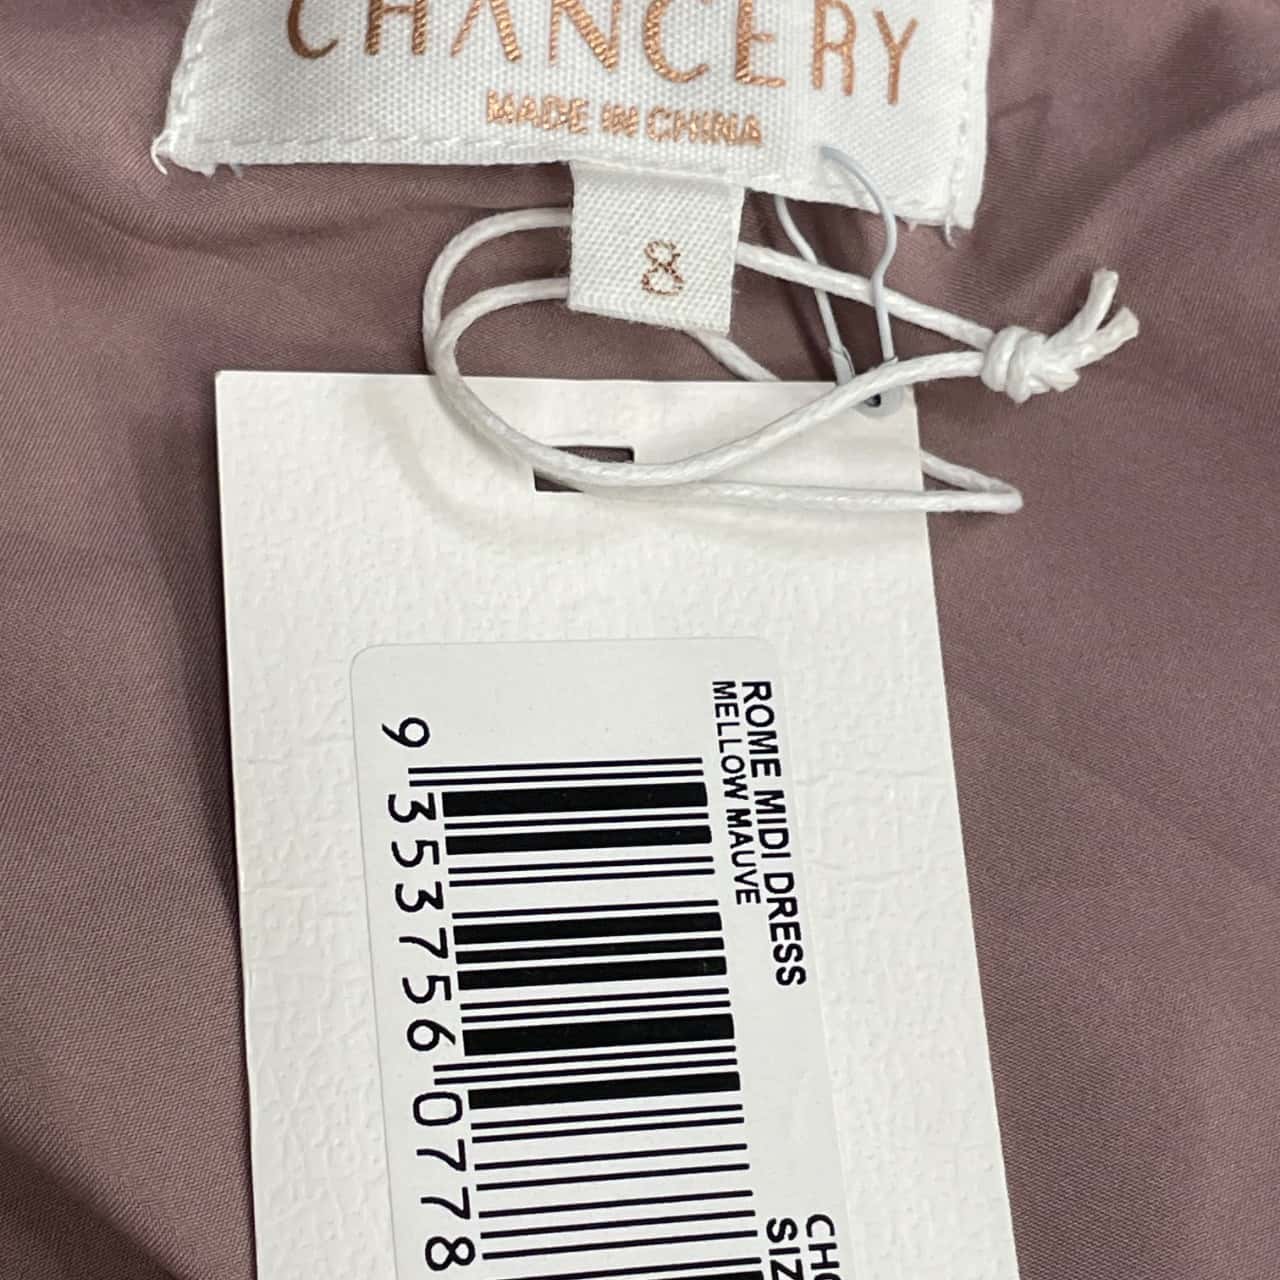 CHANCERY
MADE IN CHINA
8
ROME MIDI DRESS
MELLOW MAUVE
9 353756 0778